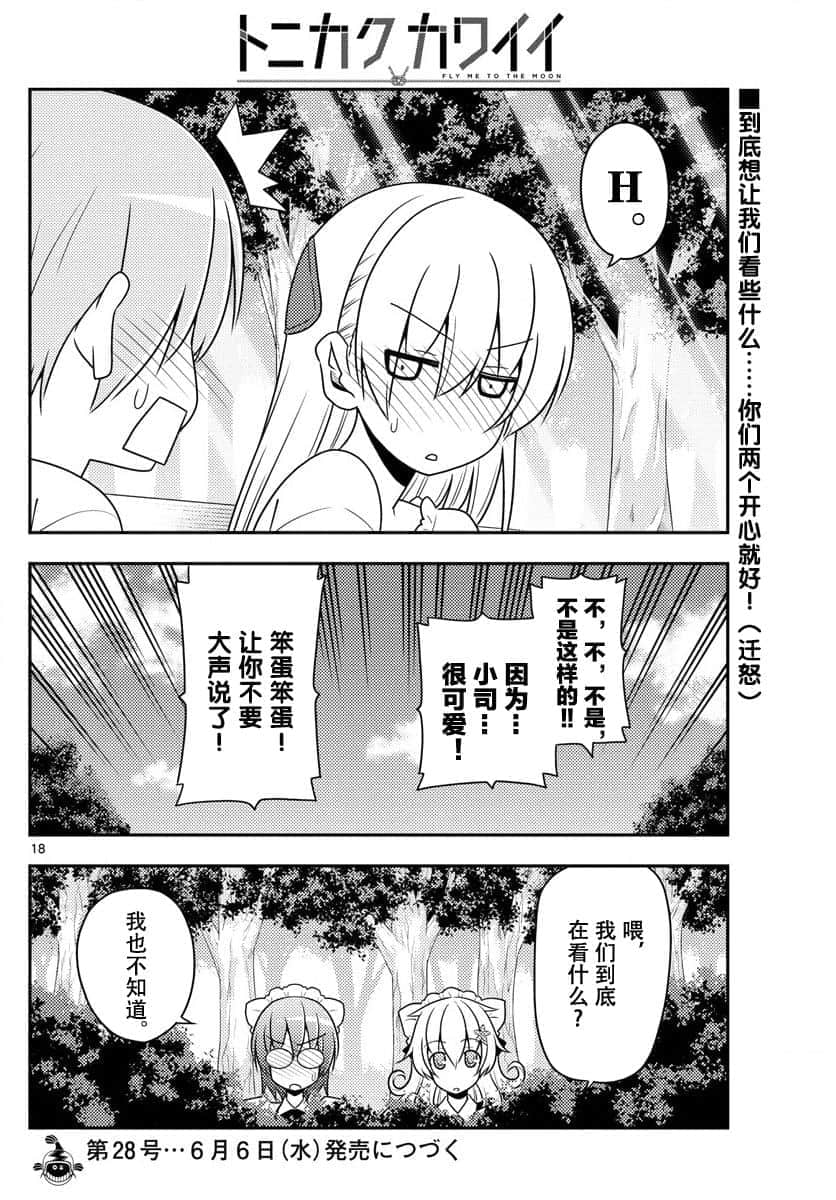 トニカクカワイイ
FLY ME TO THE MOON
■到底想让我们看些什么……你们两个开心就好！（迁怒）
H。
不，不，不是，
不是这样的!!
因为…
小司…
很可爱！
笨蛋笨蛋！
让你不要
大声说了！
18
喂，
我们到底
在看什么？
我也不知道。
第28号…6月6日(水)発売につづく